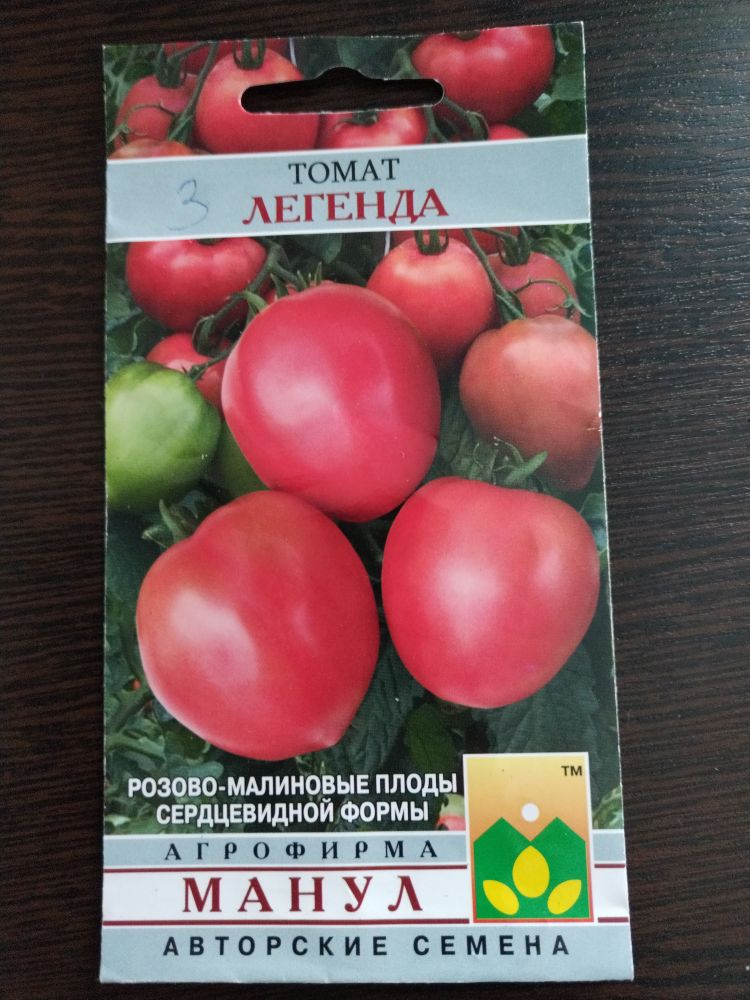 ТОМАТ
3
ЛЕГЕНДА
РОЗОВО-МАЛИНОВЫЕ ПЛОДЫ
СЕРДЦЕВИДНОЙ ФОРМЫ
TM
АГРОФИРМА
МАНУЛ
АВТОРСКИЕ СЕМЕНА